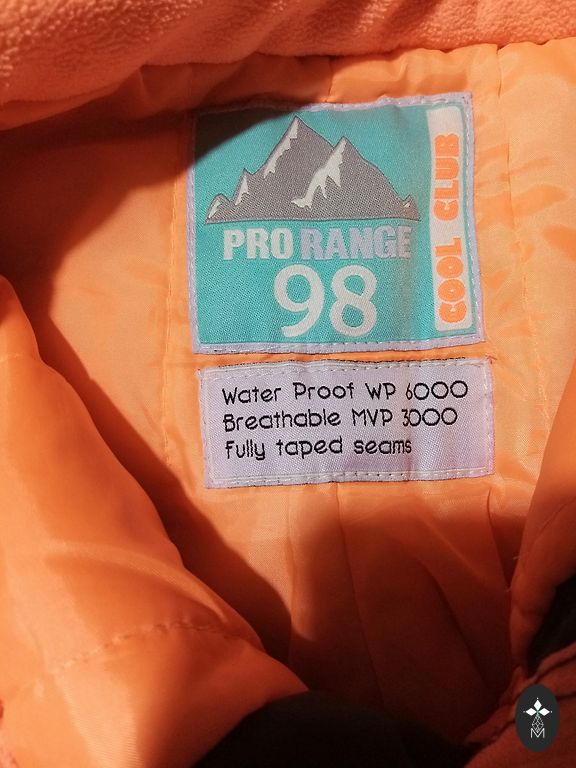 PRO RANGE
98
COOL CLUB
Water Proof WP 6000
Breathable MVP 3000
Fully taped seams
M